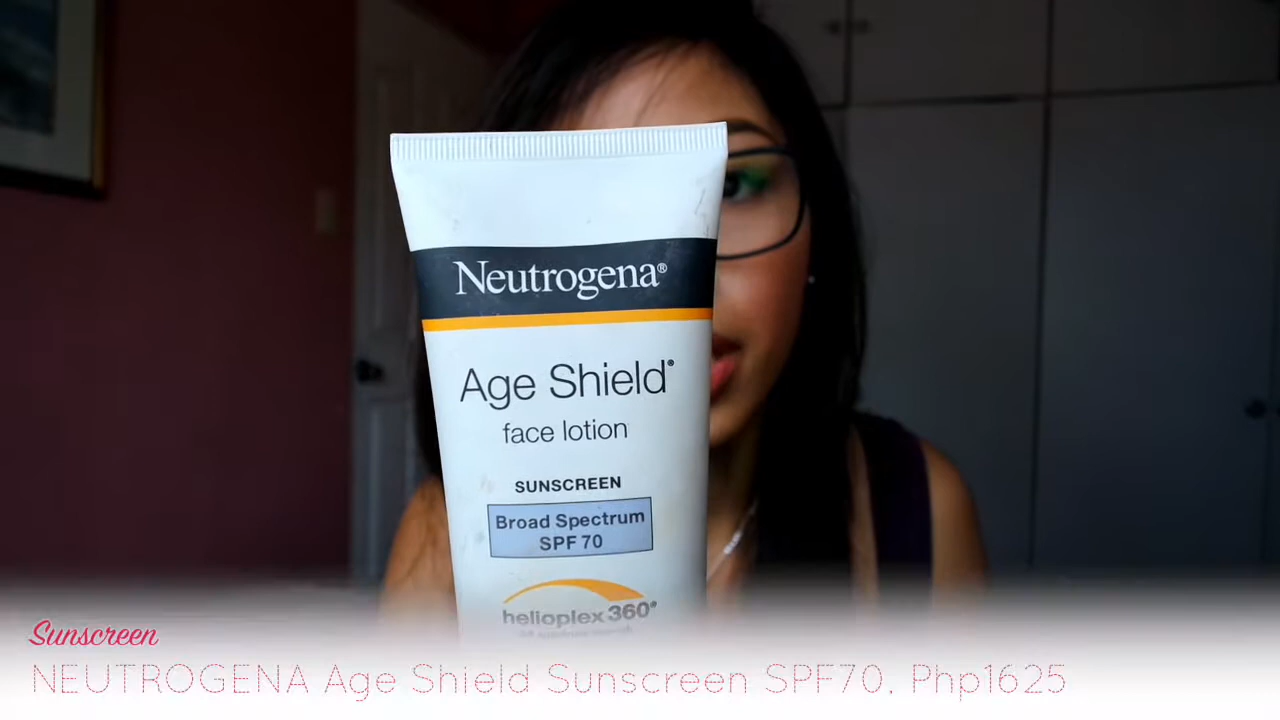 Neutrogena®
Age Shield®
face lotion
SUNSCREEN
Broad Spectrum
SPF 70
helioplex 360®
Sunscreen
NEUTROGENA Age Shield Sunscreen SPF70, Php1625